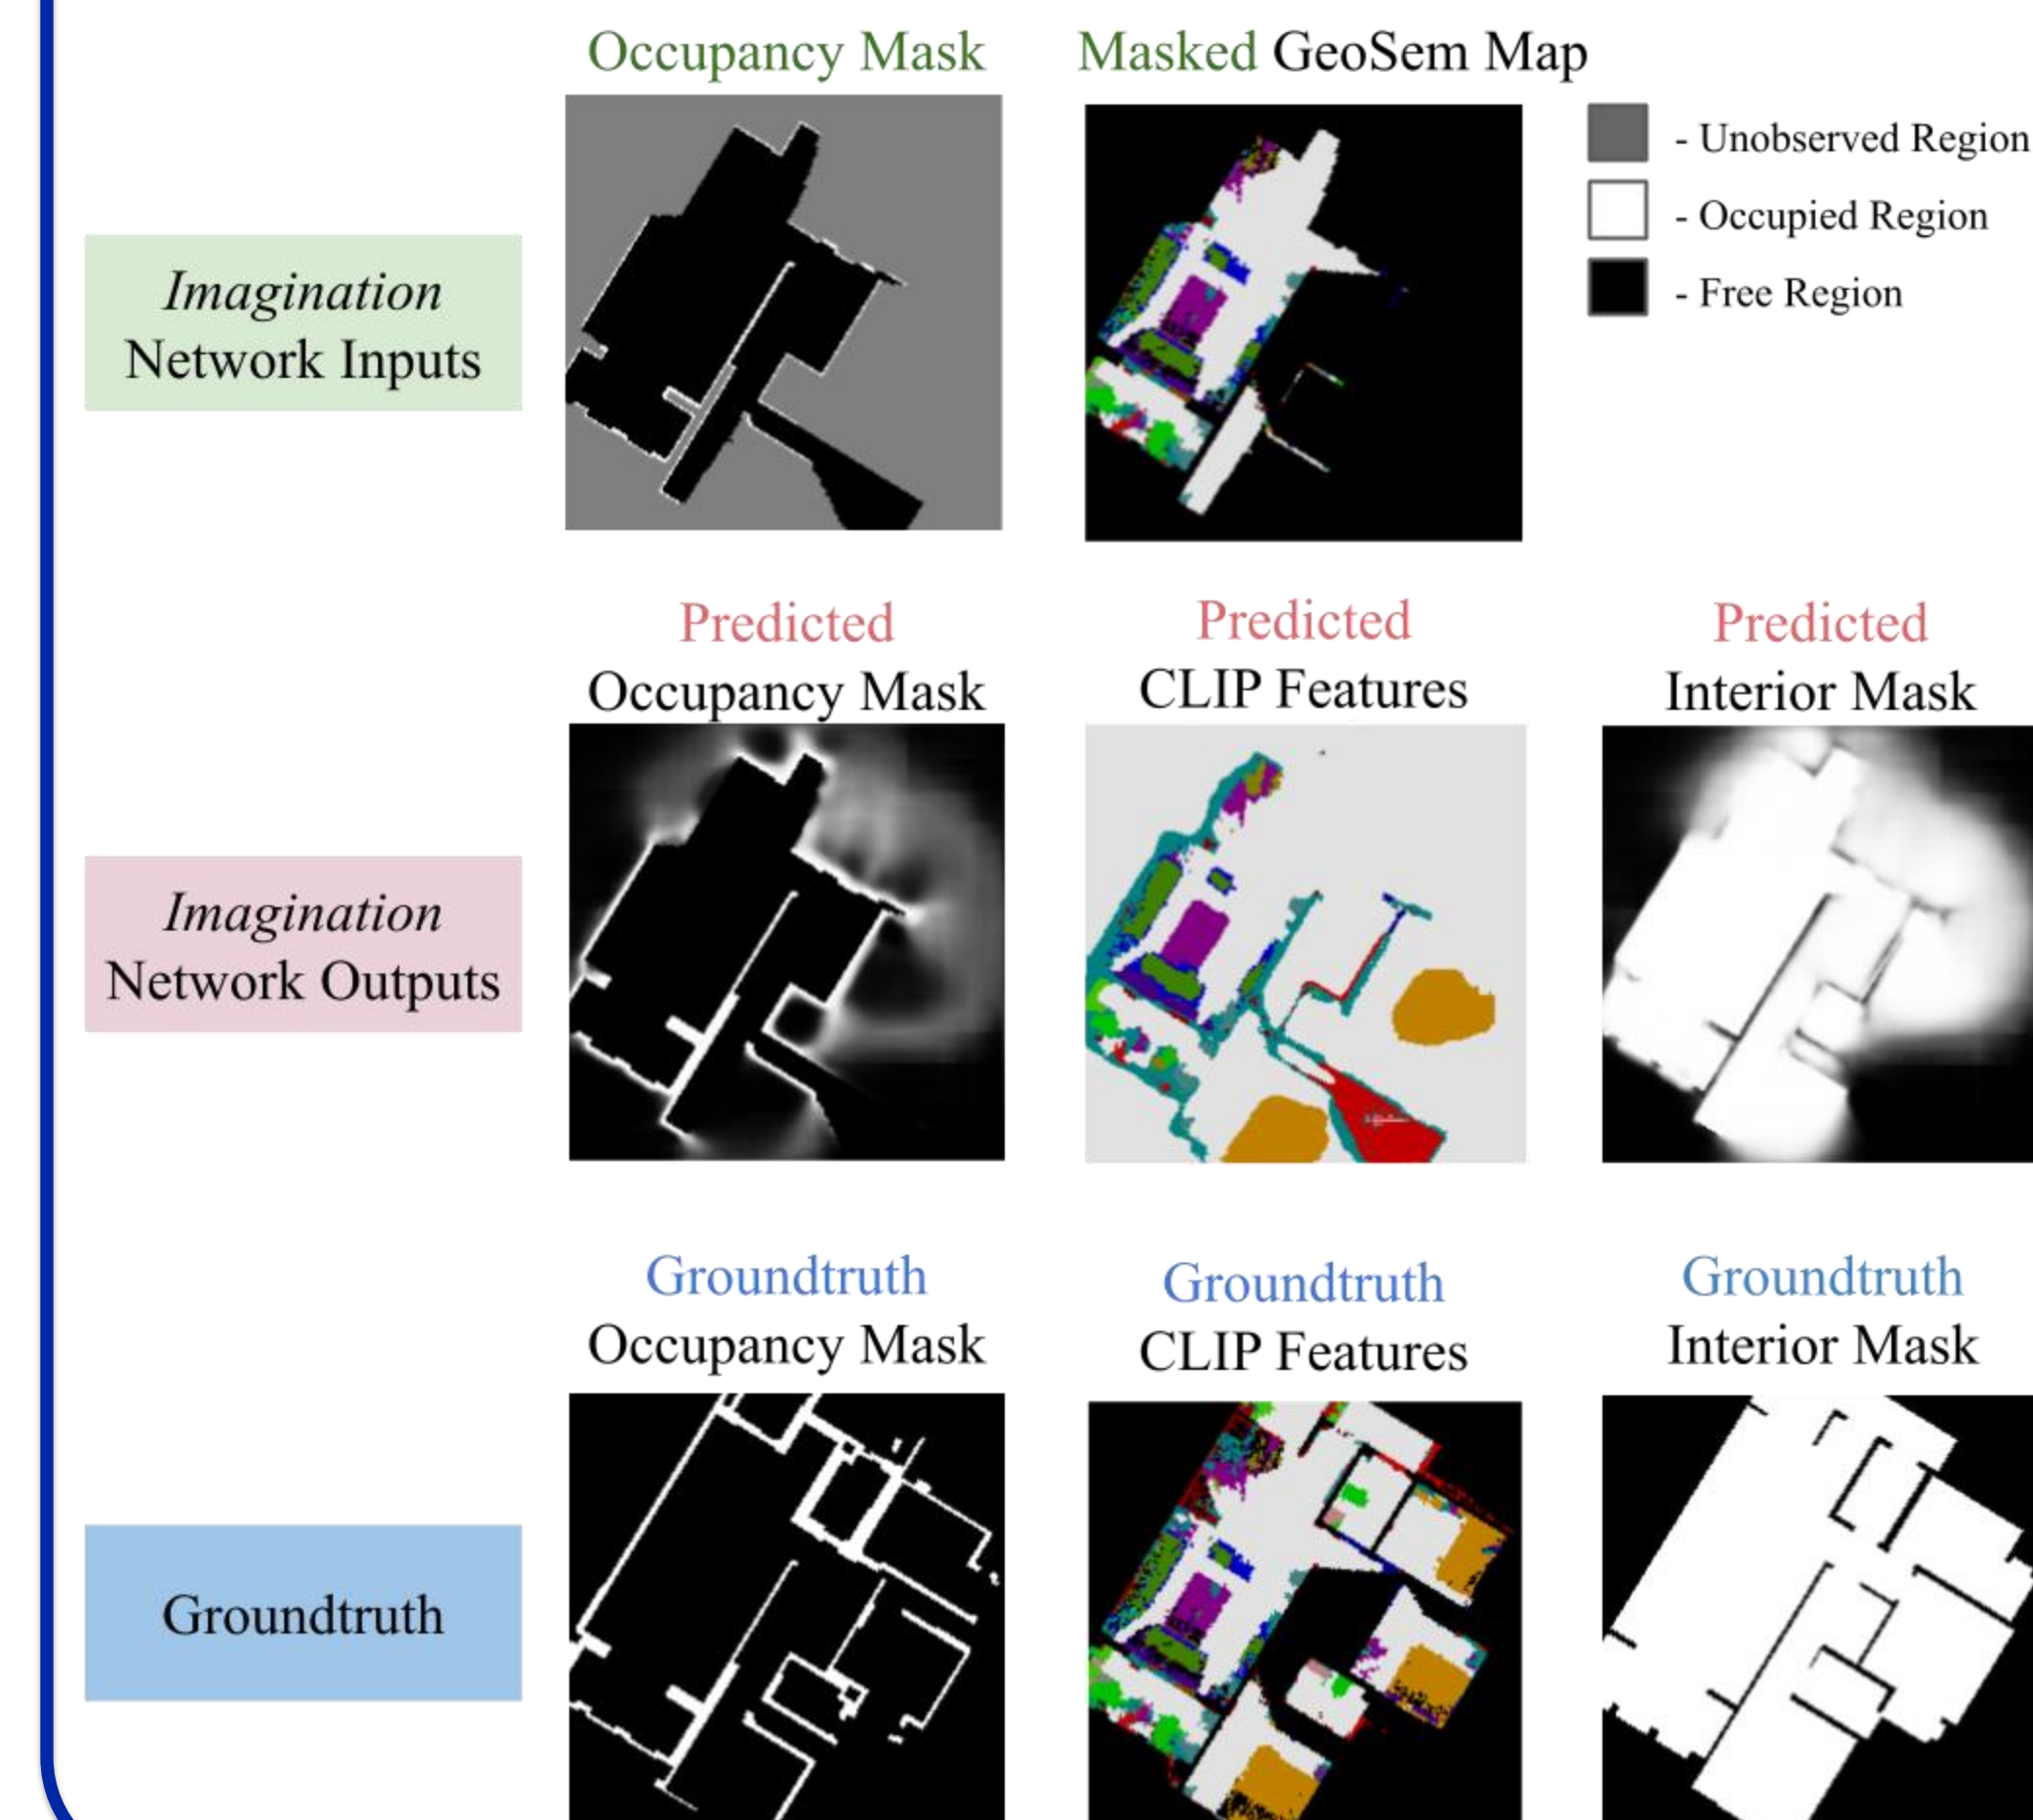 Occupancy Mask
Masked GeoSem Map
- Unobserved Region
- Occupied Region
- Free Region
Imagination
Network Inputs
Predicted
Occupancy Mask
Predicted
CLIP Features
Predicted
Interior Mask
Imagination
Network Outputs
Groundtruth
Occupancy Mask
Groundtruth
CLIP Features
Groundtruth
Interior Mask
Groundtruth